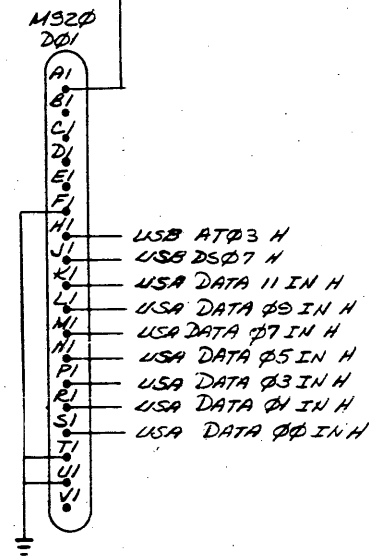 M920
DØ1
A1
B1
C1
D1
E1
F1
H1
USB ATØ3 H
J1
USB DSØ7 H
K1
USA DATA 11 IN H
L1
USA DATA Ø9 IN H
M1
USA DATA Ø7 IN H
N1
USA DATA Ø5 IN H
P1
USA DATA Ø3 IN H
R1
USA DATA Ø1 IN H
S1
USA DATA ØØ IN H
T1
U1
V1